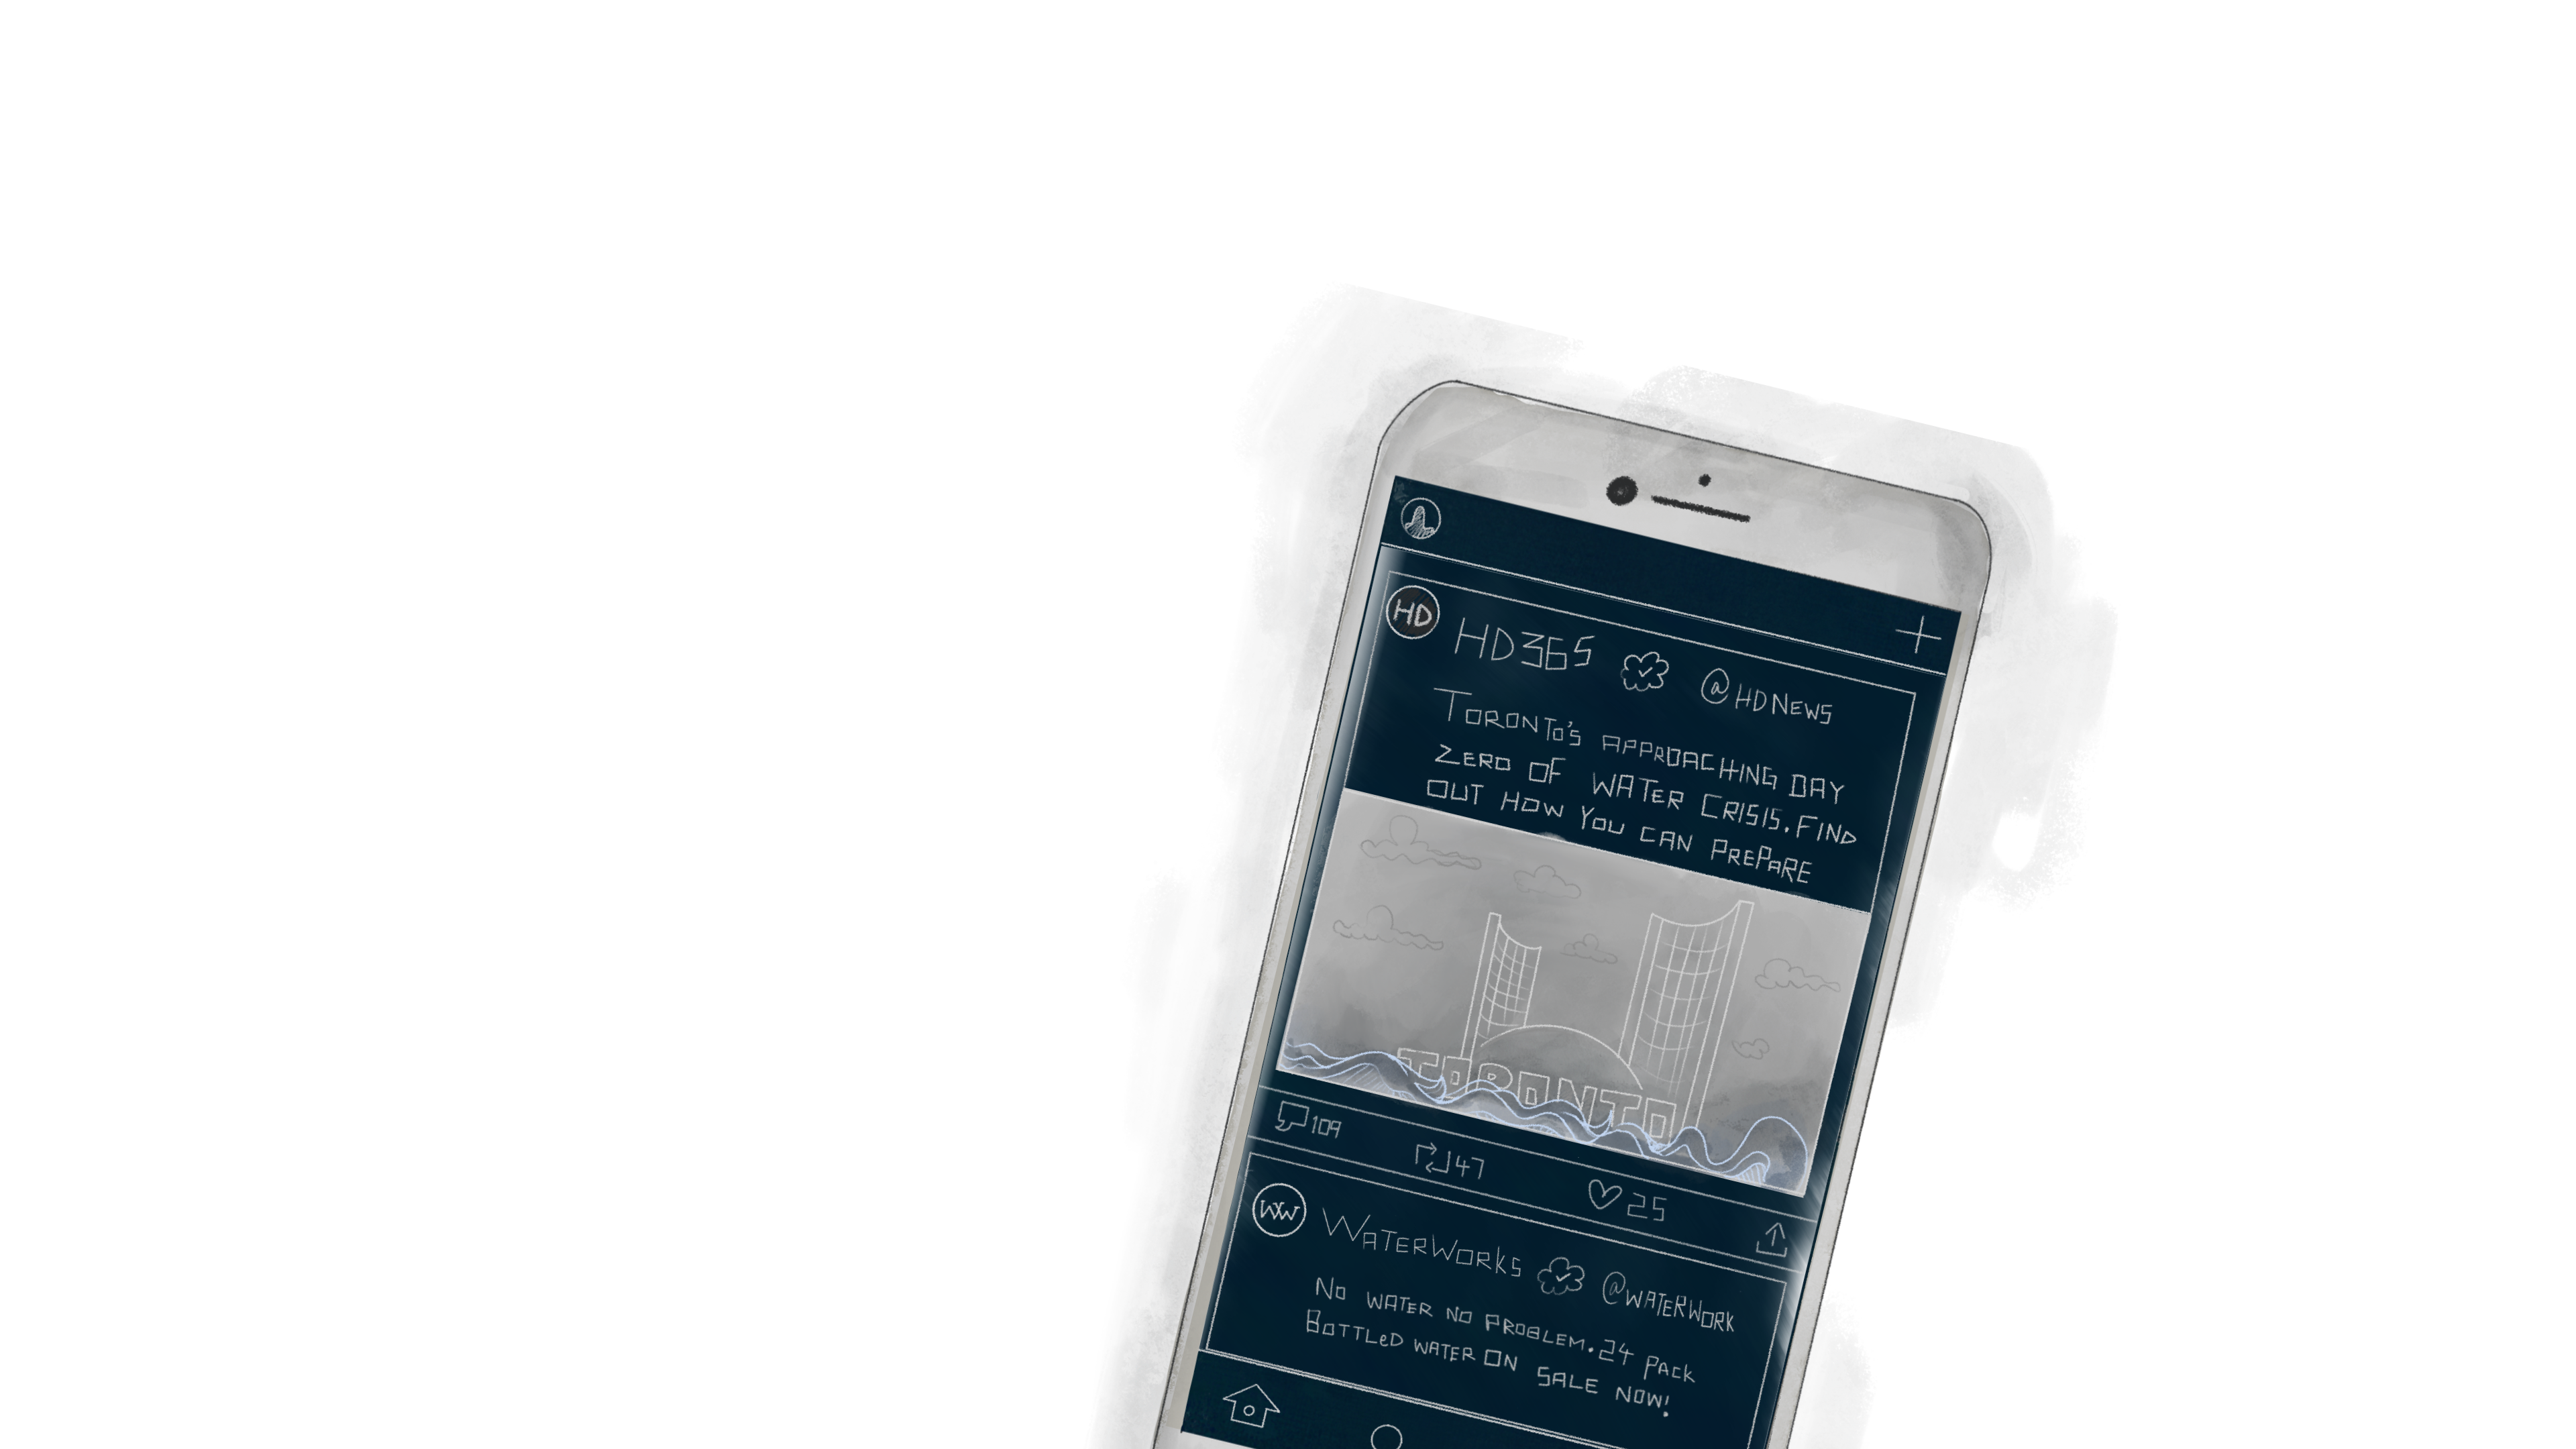 HD
HD365 @HDNEWS
TORONTO'S APPROACHING DAY
ZERO OF WATER CRISIS. FIND
OUT HOW YOU CAN PREPARE
TORONTO
109
47
25
WW
WATERWORKS @WATERWORK
NO WATER NO PROBLEM. 24 PACK
BOTTLED WATER ON SALE NOW!